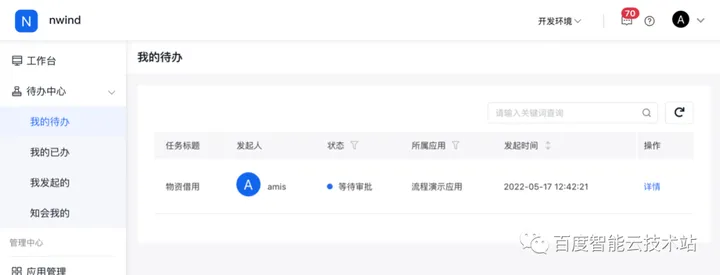 N nwind 开发环境 70 A
工作台
待办中心
我的待办
我的已办
我发起的
知会我的
管理中心
应用管理
我的待办
请输入关键词查询
任务标题 发起人 状态 所属应用 发起时间 操作
物资借用 A amis 等待审批 流程演示应用 2022-05-17 12:42:21 详情
百度智能云技术站